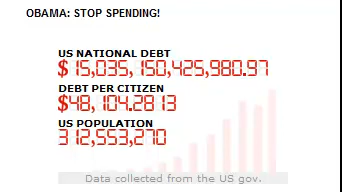 OBAMA: STOP SPENDING!
US NATIONAL DEBT
$ 15,035, 150,425,980.97
DEBT PER CITIZEN
$48, 104.28 13
US POPULATION
3 12,553,270
Data collected from the US gov.